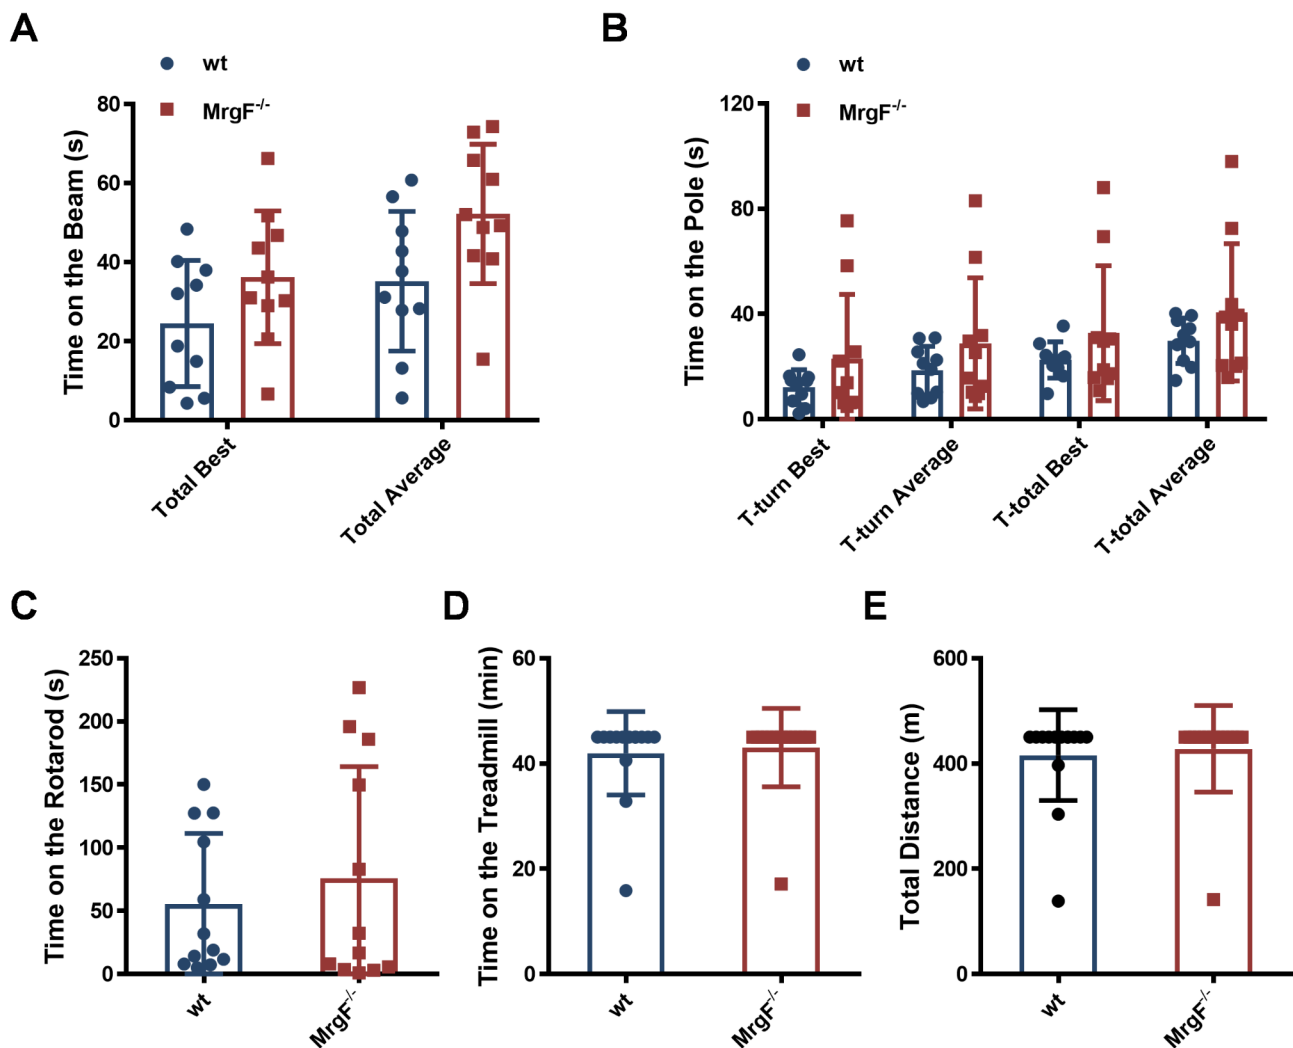 A
wt
MrgF-/-
Time on the Beam (s)
80
60
40
20
0
Total Best
Total Average
B
wt
MrgF-/-
Time on the Pole (s)
120
80
40
0
T-turn Best
T-turn Average
T-total Best
T-total Average
C
Time on the Rotarod (s)
250
200
150
100
50
0
wt
MrgF-/-
D
Time on the Treadmill (min)
60
40
20
0
wt
MrgF-/-
E
Total Distance (m)
600
400
200
0
wt
MrgF-/-